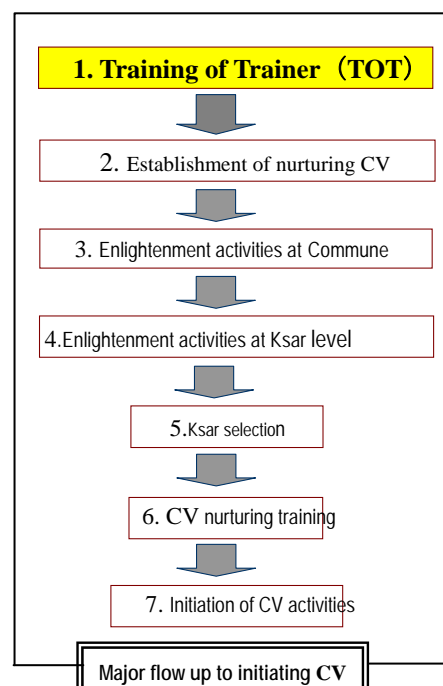 1. Training of Trainer（TOT）
2. Establishment of nurturing CV
3. Enlightenment activities at Commune
4.Enlightenment activities at Ksar level
5.Ksar selection
6. CV nurturing training
7. Initiation of CV activities
Major flow up to initiating CV